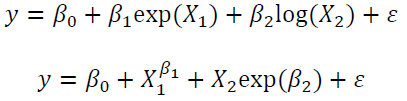 y = β₀ + β₁exp(X₁) + β₂log(X₂) + ε
y = β₀ + X₁^β₁ + X₂exp(β₂) + ε